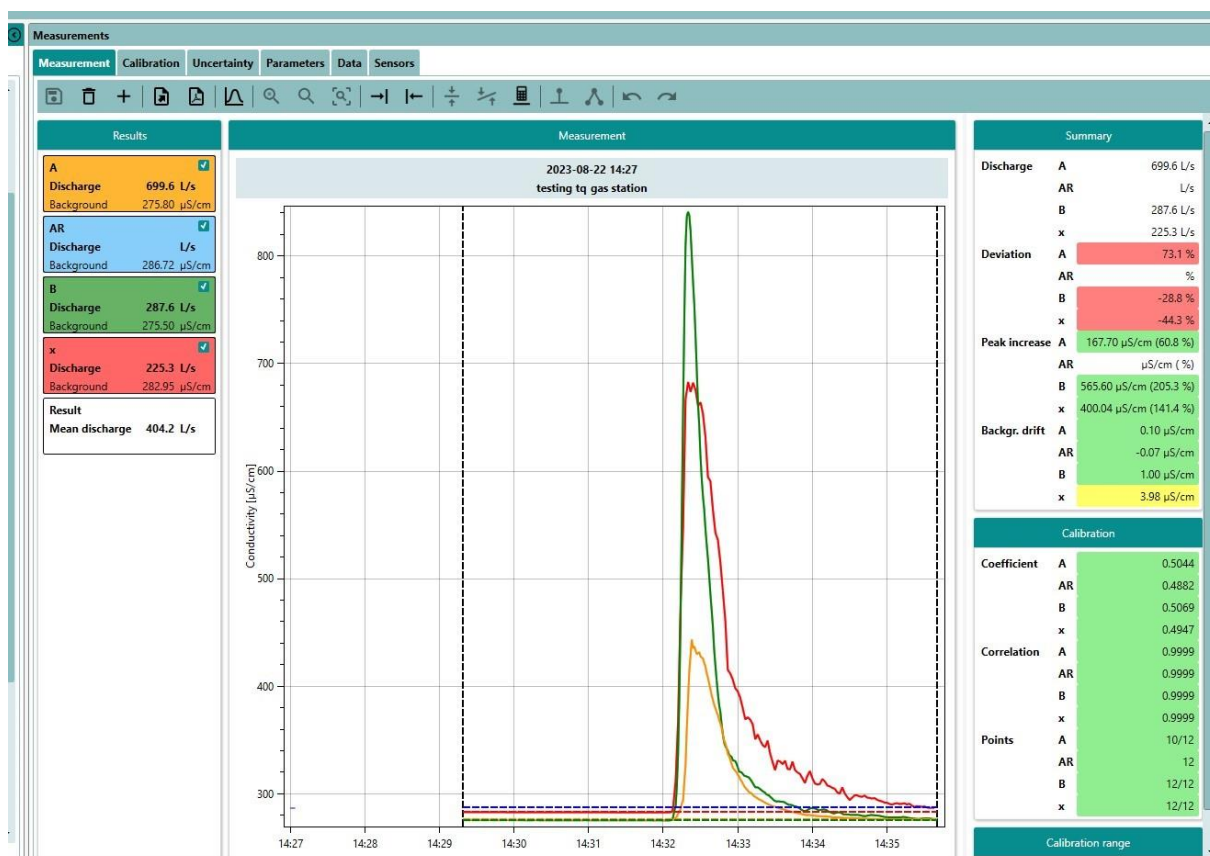 Measurements
Measurement Calibration Uncertainty Parameters Data Sensors
Results
A
Discharge 699.6 L/s
Background 275.80 µS/cm
AR
Discharge L/s
Background 286.72 µS/cm
B
Discharge 287.6 L/s
Background 275.50 µS/cm
x
Discharge 225.3 L/s
Background 282.95 µS/cm
Result
Mean discharge 404.2 L/s
Measurement
2023-08-22 14:27
testing tq gas station
Conductivity [µS/cm]
800
700
600
500
400
300
14:27 14:28 14:29 14:30 14:31 14:32 14:33 14:34 14:35
Summary
Discharge A 699.6 L/s
AR L/s
B 287.6 L/s
x 225.3 L/s
Deviation A 73.1 %
AR %
B -28.8 %
x -44.3 %
Peak increase A 167.70 µS/cm (60.8 %)
AR µS/cm ( %)
B 565.60 µS/cm (205.3 %)
x 400.04 µS/cm (141.4 %)
Backgr. drift A 0.10 µS/cm
AR -0.07 µS/cm
B 1.00 µS/cm
x 3.98 µS/cm
Calibration
Coefficient A 0.5044
AR 0.4882
B 0.5069
x 0.4947
Correlation A 0.9999
AR 0.9999
B 0.9999
x 0.9999
Points A 10/12
AR 12
B 12/12
x 12/12
Calibration range